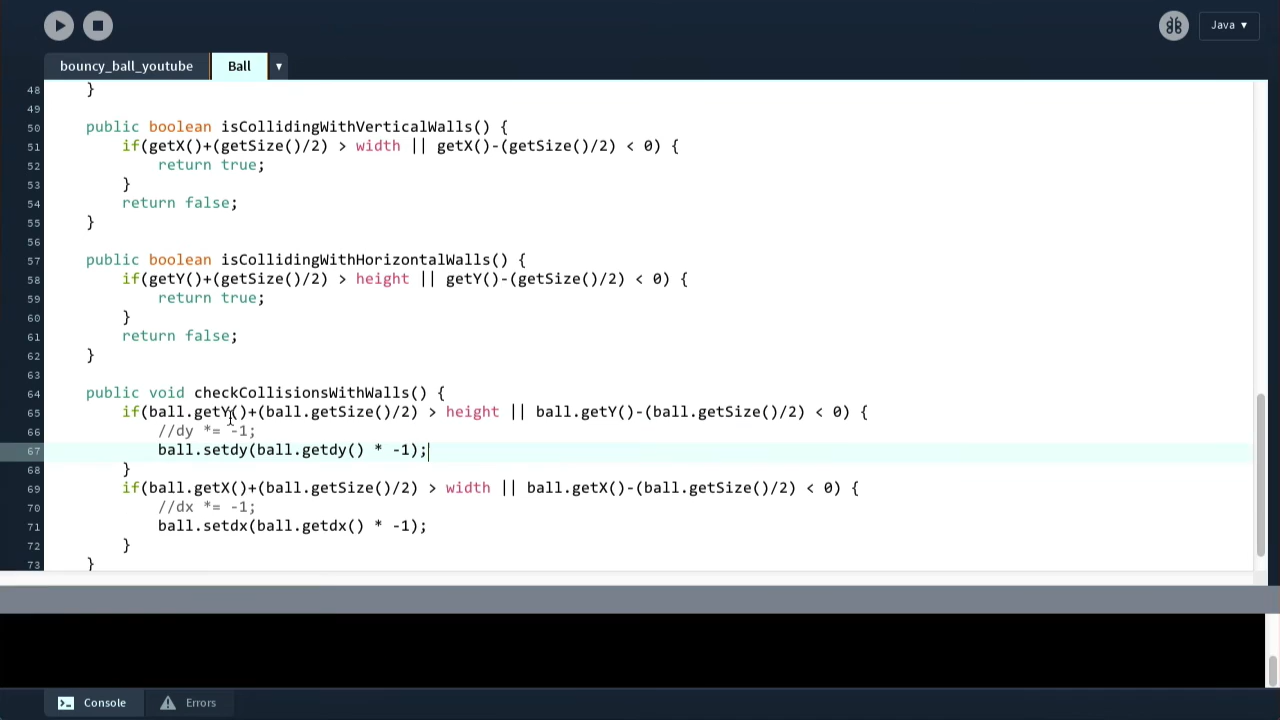 Java ▾
bouncy_ball_youtube Ball ▾
48 }
49
50 public boolean isCollidingWithVerticalWalls() {
51 if(getX()+(getSize()/2) > width || getX()-(getSize()/2) < 0) {
52 return true;
53 }
54 return false;
55 }
56
57 public boolean isCollidingWithHorizontalWalls() {
58 if(getY()+(getSize()/2) > height || getY()-(getSize()/2) < 0) {
59 return true;
60 }
61 return false;
62 }
63
64 public void checkCollisionsWithWalls() {
65 if(ball.getY()+(ball.getSize()/2) > height || ball.getY()-(ball.getSize()/2) < 0) {
66 //dy *= -1;
67 ball.setdy(ball.getdy() * -1);
68 }
69 if(ball.getX()+(ball.getSize()/2) > width || ball.getX()-(ball.getSize()/2) < 0) {
70 //dx *= -1;
71 ball.setdx(ball.getdx() * -1);
72 }
73 }
Console Errors